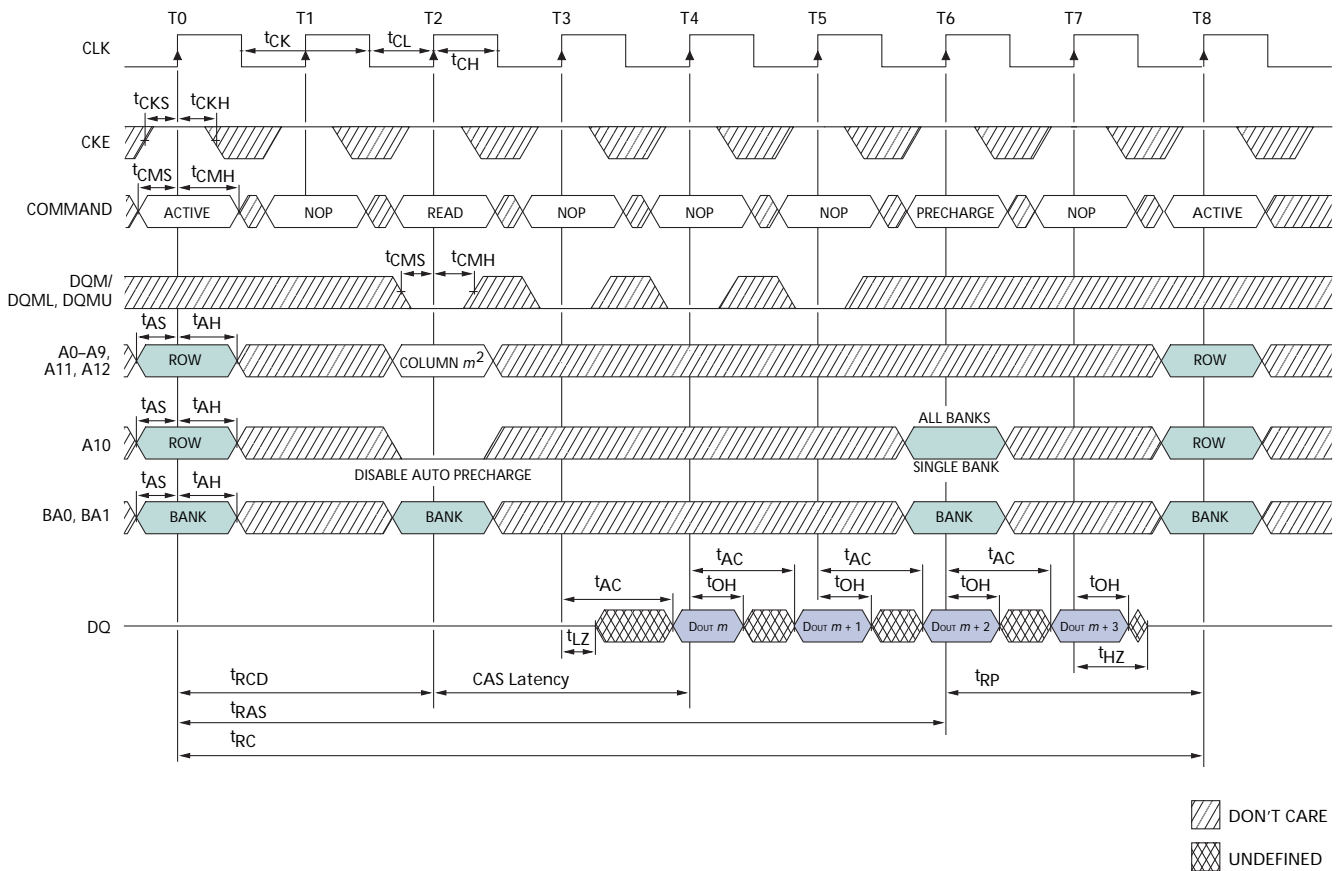 T0 T1 T2 T3 T4 T5 T6 T7 T8
CLK
tCK tCL
tCH
tCKS tCKH
CKE
tCMS tCMH
COMMAND ACTIVE NOP READ NOP NOP NOP PRECHARGE NOP ACTIVE
tCMS tCMH
DQM/
DQML, DQMU
tAS tAH
A0–A9,
A11, A12
ROW COLUMN m2 ROW
tAS tAH
ALL BANKS
A10 ROW ROW
DISABLE AUTO PRECHARGE SINGLE BANK
tAS tAH
BA0, BA1 BANK BANK BANK BANK
tAC tAC tAC
tAC tOH tOH tOH tOH
DQ DOUT m DOUT m + 1 DOUT m + 2 DOUT m + 3
tLZ tHZ
tRCD CAS Latency tRP
tRAS
tRC
DON'T CARE
UNDEFINED